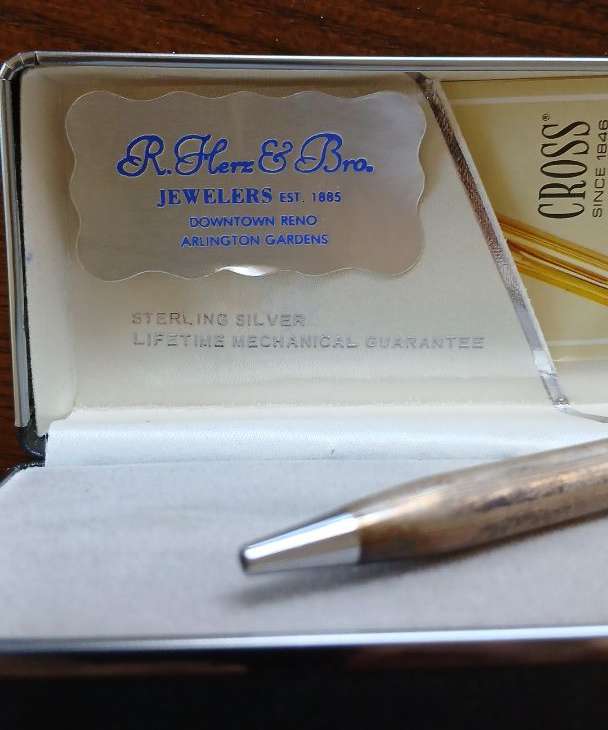 R. Herz & Bro.
JEWELERS EST. 1885
DOWNTOWN RENO
ARLINGTON GARDENS
STERLING SILVER
LIFETIME MECHANICAL GUARANTEE
CROSS®
SINCE 1846